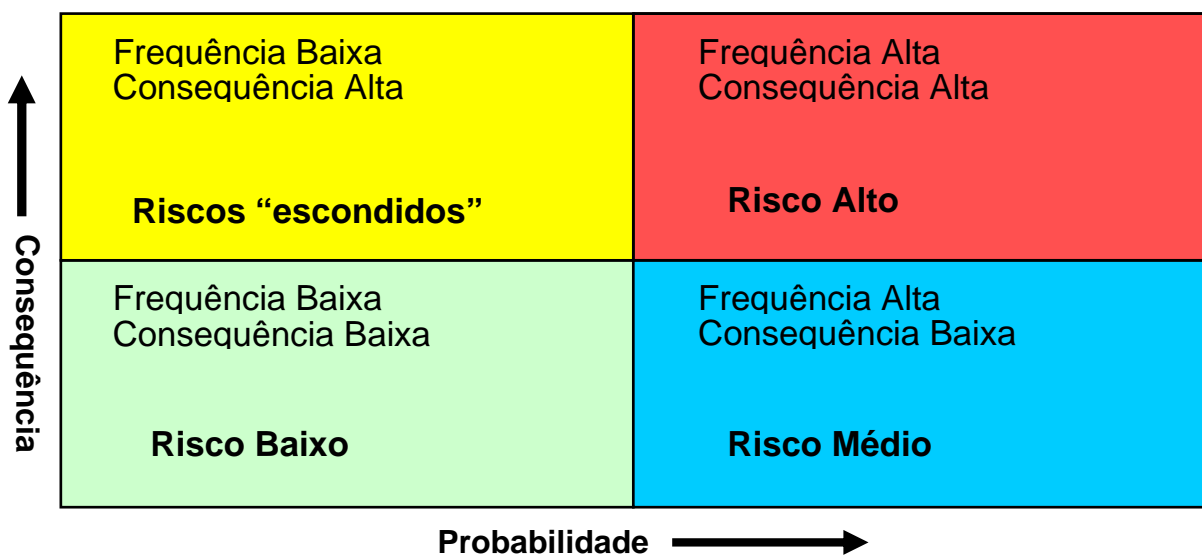 Frequência Baixa
Consequência Alta
Riscos “escondidos”
Frequência Alta
Consequência Alta
Risco Alto
Consequência
Frequência Baixa
Consequência Baixa
Risco Baixo
Frequência Alta
Consequência Baixa
Risco Médio
Probabilidade